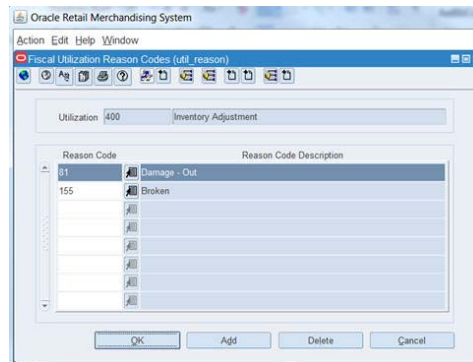 Oracle Retail Merchandising System
Action Edit Help Window
Fiscal Utilization Reason Codes (util_reason)
Utilization 400 Inventory Adjustment
Reason Code Reason Code Description
81 Damage - Out
155 Broken
OK Add Delete Cancel